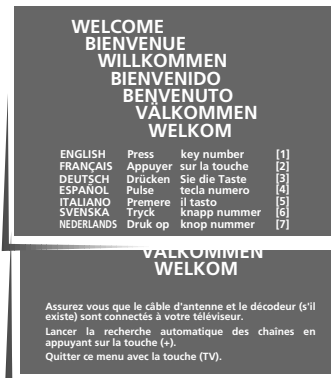 WELCOME
BIENVENUE
WILLKOMMEN
BIENVENIDO
BENVENUTO
VÄLKOMMEN
WELKOM
ENGLISH Press key number [1]
FRANÇAIS Appuyer sur la touche [2]
DEUTSCH Drücken Sie die Taste [3]
ESPAÑOL Pulse tecla numero [4]
ITALIANO Premere il tasto [5]
SVENSKA Tryck knapp nummer [6]
NEDERLANDS Druk op knop nummer [7]
VÄLKOMMEN
WELKOM
Assurez vous que le câble d'antenne et le décodeur (s'il
existe) sont connectés à votre téléviseur.
Lancer la recherche automatique des chaînes en
appuyant sur la touche (+).
Quitter ce menu avec la touche (TV).